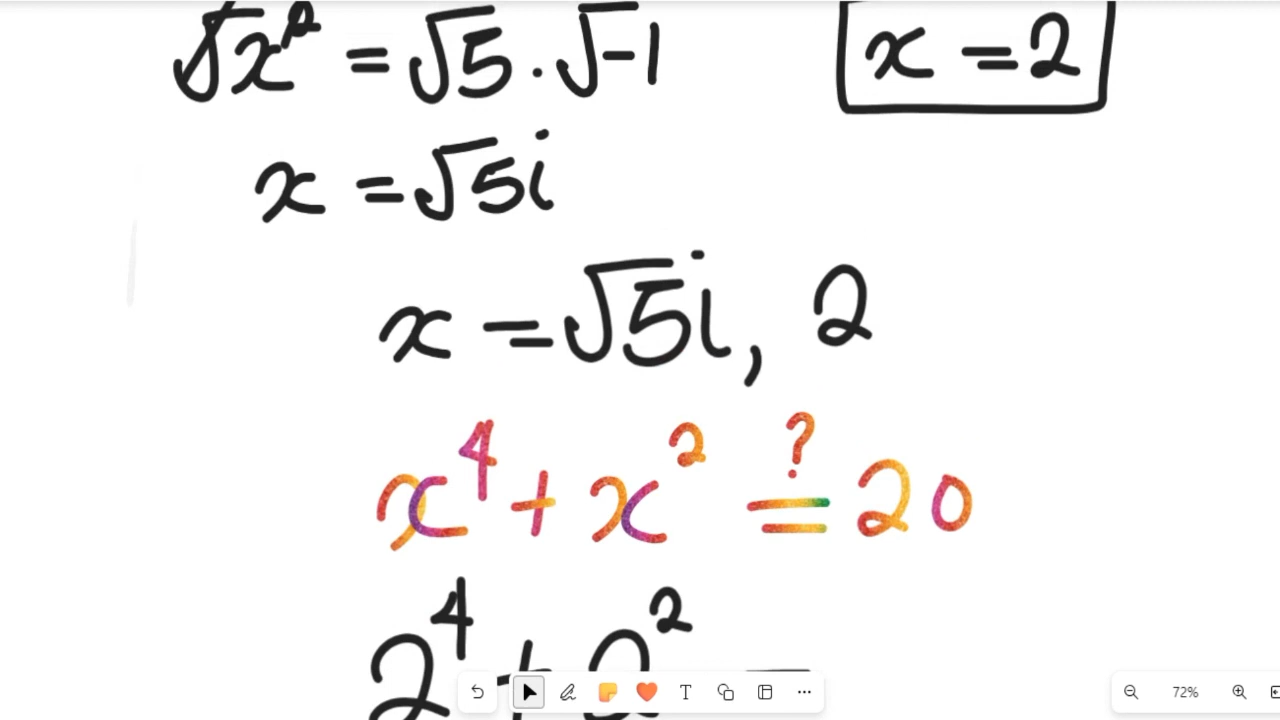 √x² = √5 · √-1
x = 2
x = √5i
x = √5i, 2
x⁴ + x² ≟ 20
2⁴ + 2² =
T 72%